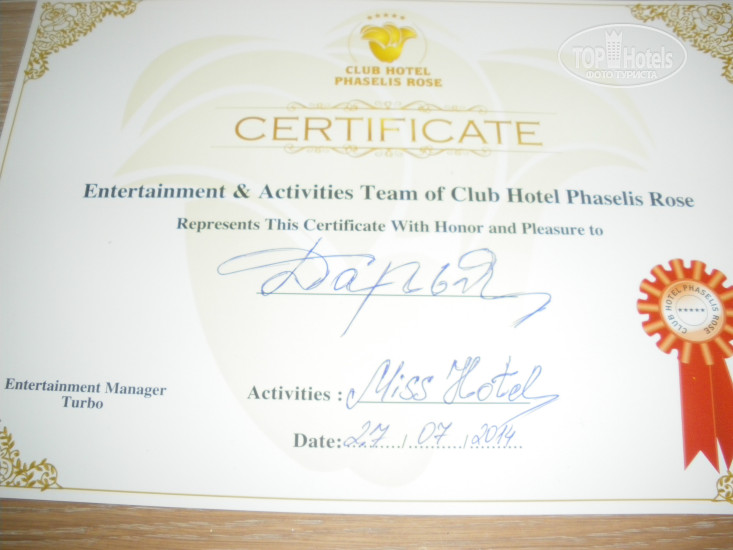 TOP Hotels
ФОТО ТУРИСТА
CLUB HOTEL
PHASELIS ROSE
CERTIFICATE
Entertainment & Activities Team of Club Hotel Phaselis Rose
Represents This Certificate With Honor and Pleasure to
Дарья
CLUB HOTEL PHASELIS ROSE
Entertainment Manager
Turbo
Activities : Miss Hotel
Date: 27 / 07 / 2014